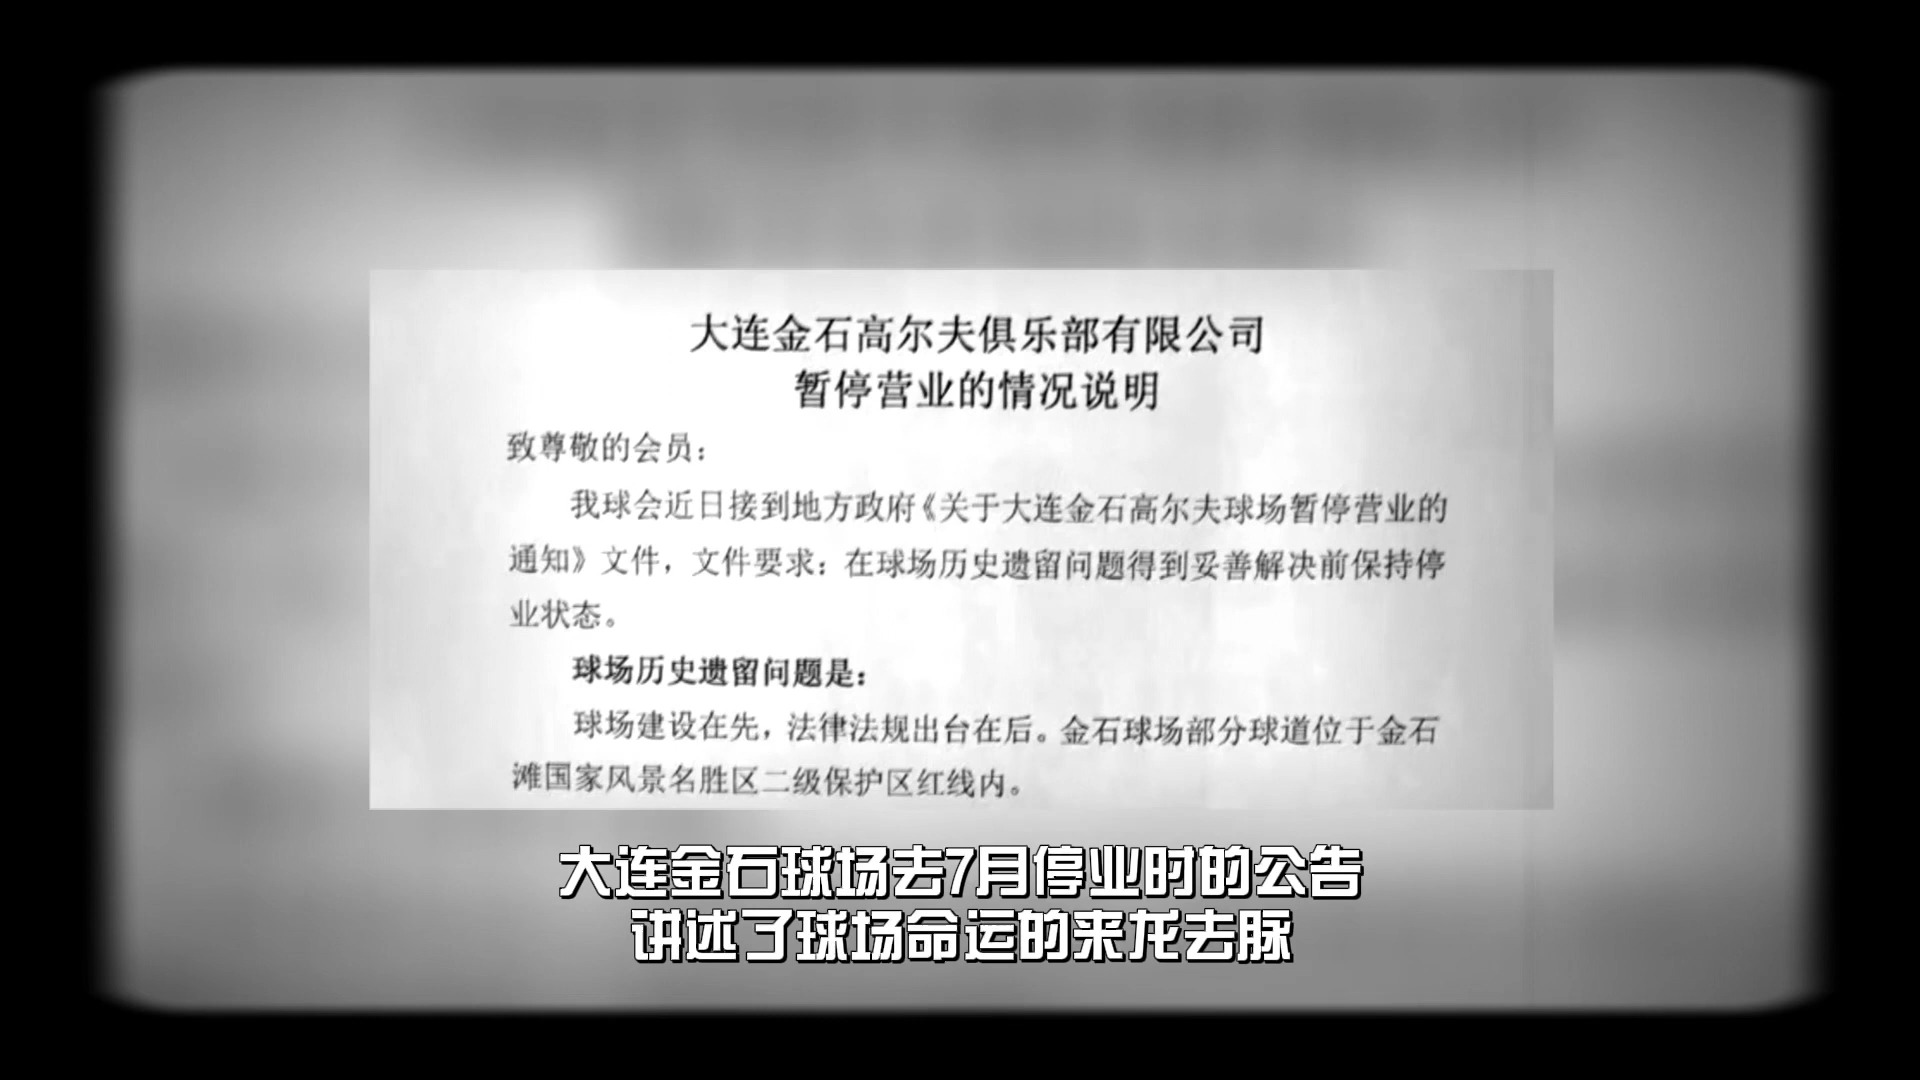 大连金石高尔夫俱乐部有限公司
暂停营业的情况说明
致尊敬的会员：
我球会近日接到地方政府《关于大连金石高尔夫球场暂停营业的
通知》文件，文件要求：在球场历史遗留问题得到妥善解决前保持停
业状态。
球场历史遗留问题是：
球场建设在先，法律法规出台在后。金石球场部分球道位于金石
滩国家风景名胜区二级保护区红线内。
大连金石球场去7月停业时的公告
讲述了球场命运的来龙去脉